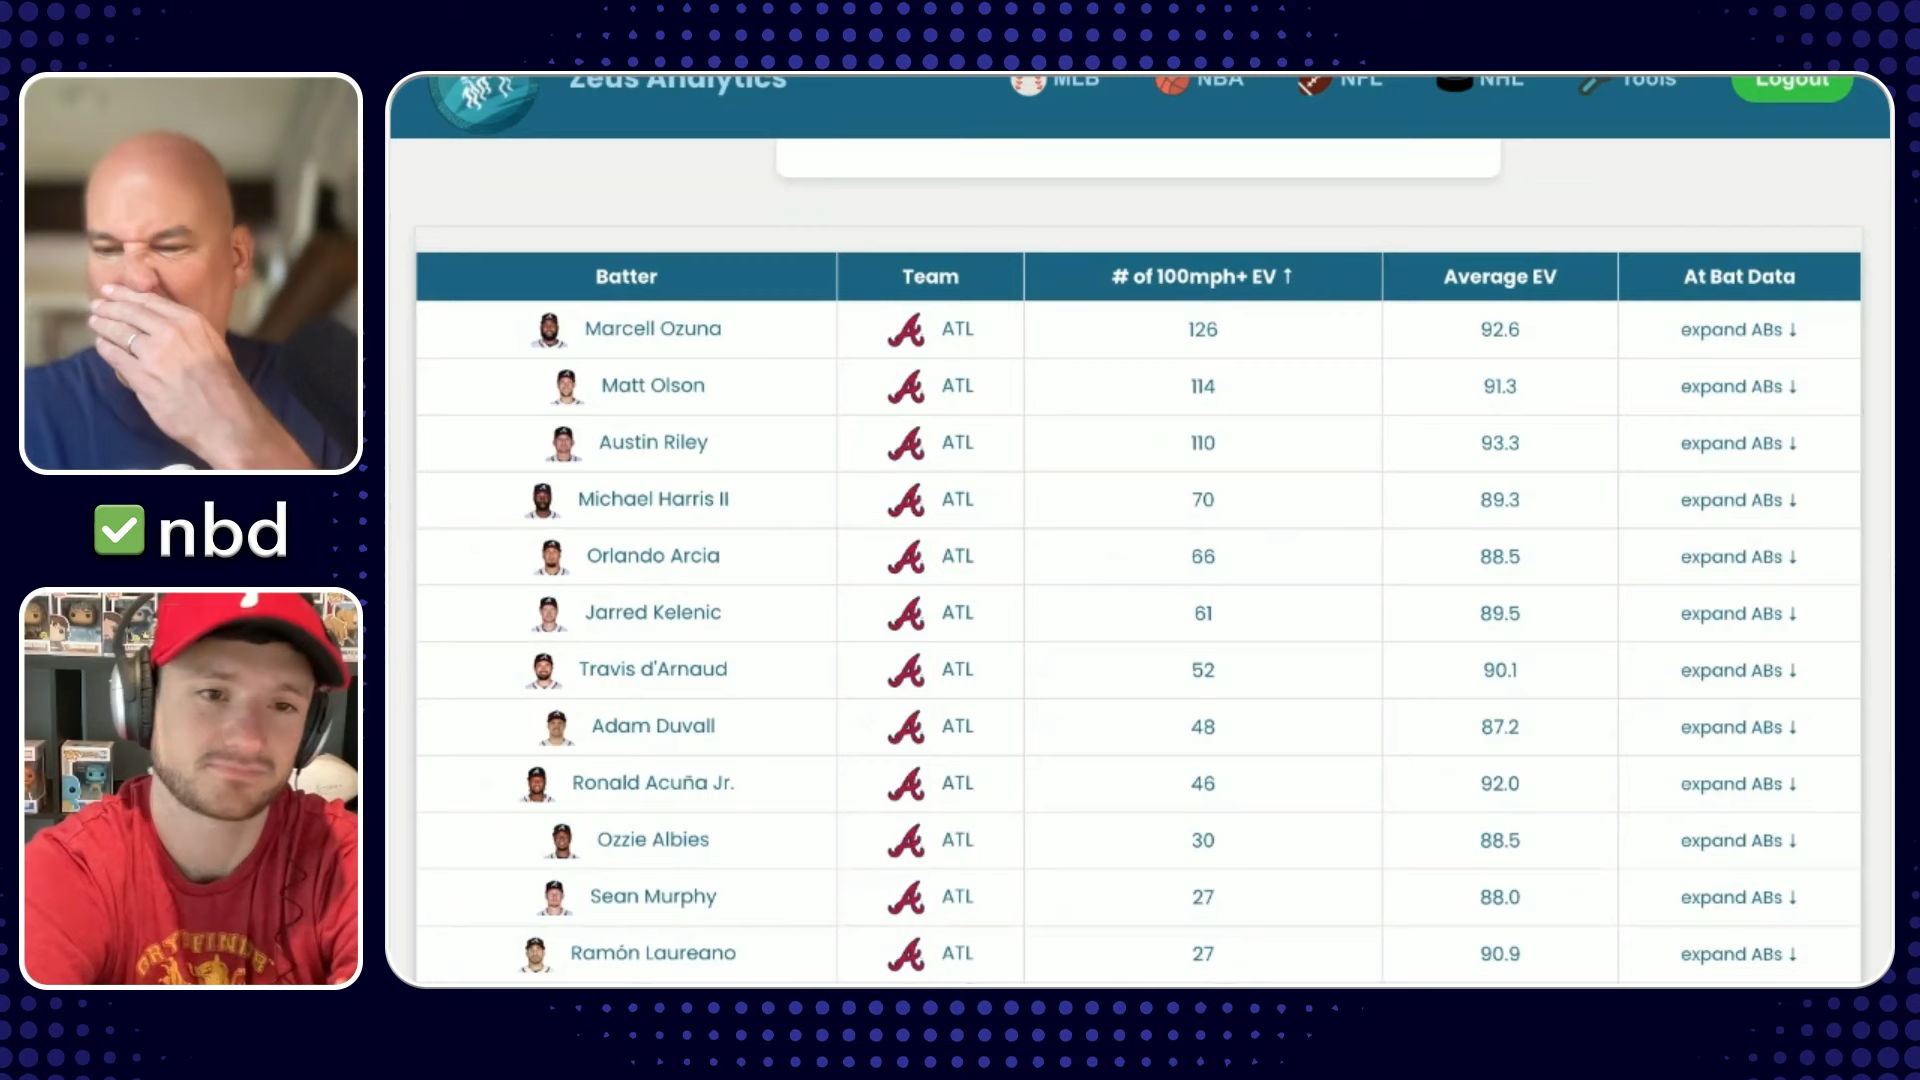 Zeus Analytics MLB NBA NFL NHL Tools Logout
Batter Team # of 100mph+ EV ↑ Average EV At Bat Data
Marcell Ozuna ATL 126 92.6 expand ABs ↓
Matt Olson ATL 114 91.3 expand ABs ↓
Austin Riley ATL 110 93.3 expand ABs ↓
Michael Harris II ATL 70 89.3 expand ABs ↓
Orlando Arcia ATL 66 88.5 expand ABs ↓
Jarred Kelenic ATL 61 89.5 expand ABs ↓
Travis d'Arnaud ATL 52 90.1 expand ABs ↓
Adam Duvall ATL 48 87.2 expand ABs ↓
Ronald Acuña Jr. ATL 46 92.0 expand ABs ↓
Ozzie Albies ATL 30 88.5 expand ABs ↓
Sean Murphy ATL 27 88.0 expand ABs ↓
Ramón Laureano ATL 27 90.9 expand ABs ↓
✅ nbd
GRYFFINDOR